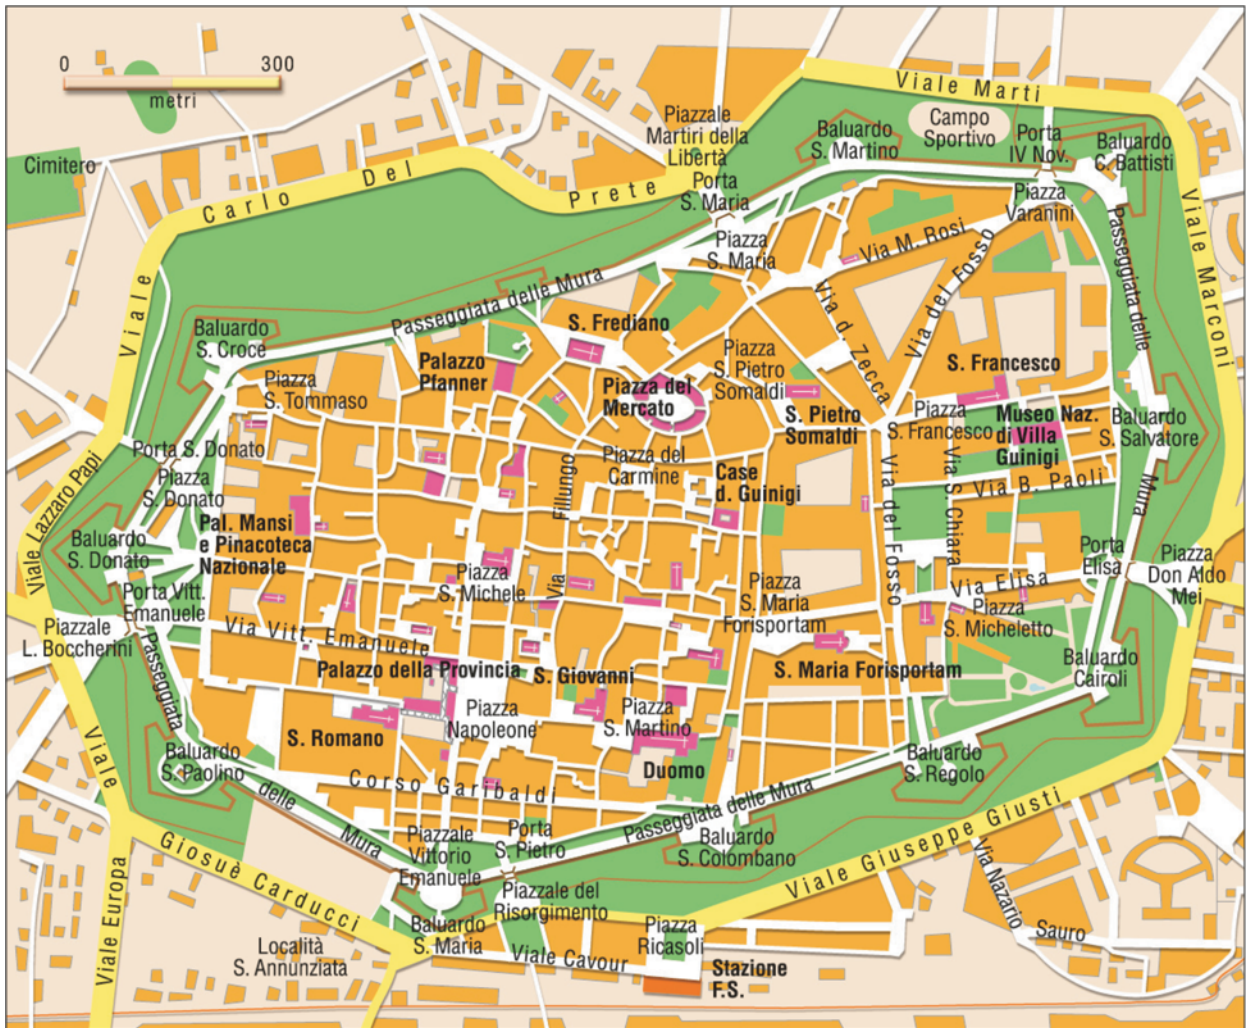 0 300
metri
Viale Marti
Piazzale
Martiri della
Libertà
Campo
Sportivo
Baluardo
S. Martino
Porta
IV Nov.
Baluardo
C. Battisti
Cimitero
Viale Carlo Del Prete
Porta
S. Maria
Piazza
Varanini
Piazza
S. Maria
Via M. Rosi
Via del Fosso
Passeggiata delle Mura
Viale Marconi
Passeggiata delle Mura
Via d. Zecca
Baluardo
S. Croce
S. Frediano
Palazzo
Pfanner
Piazza
S. Pietro
Somaldi
S. Francesco
Piazza
S. Tommaso
Piazza del
Mercato
S. Pietro
Somaldi
Piazza
S. Francesco
Museo Naz.
di Villa
Guinigi
Baluardo
S. Salvatore
Porta S. Donato
Piazza
S. Donato
Piazza del
Carmine
Case
d. Guinigi
Via Fillungo
Via del Fosso
Via S. Chiara
Via B. Paoli
Viale Lazzaro Papi
Pal. Mansi
e Pinacoteca
Nazionale
Baluardo
S. Donato
Porta
Elisa
Piazza
Don Aldo
Mei
Piazza
S. Michele
Piazza
S. Maria
Forisportam
Via Elisa
Porta Vitt.
Emanuele
Piazza
S. Micheletto
Piazzale
L. Boccherini
Via Vitt. Emanuele
Palazzo della Provincia
S. Giovanni
S. Maria Forisportam
Baluardo
Cairoli
Passeggiata delle Mura
Piazza
Napoleone
Piazza
S. Martino
S. Romano
Duomo
Baluardo
S. Paolino
Baluardo
S. Regolo
Corso Garibaldi
Passeggiata delle Mura
Piazzale
Vittorio
Emanuele
Porta
S. Pietro
Baluardo
S. Colombano
Viale Giosuè Carducci
Viale Giuseppe Giusti
Via Nazario Sauro
Viale Europa
Piazzale del
Risorgimento
Baluardo
S. Maria
Piazza
Ricasoli
Località
S. Annunziata
Viale Cavour
Stazione
F.S.